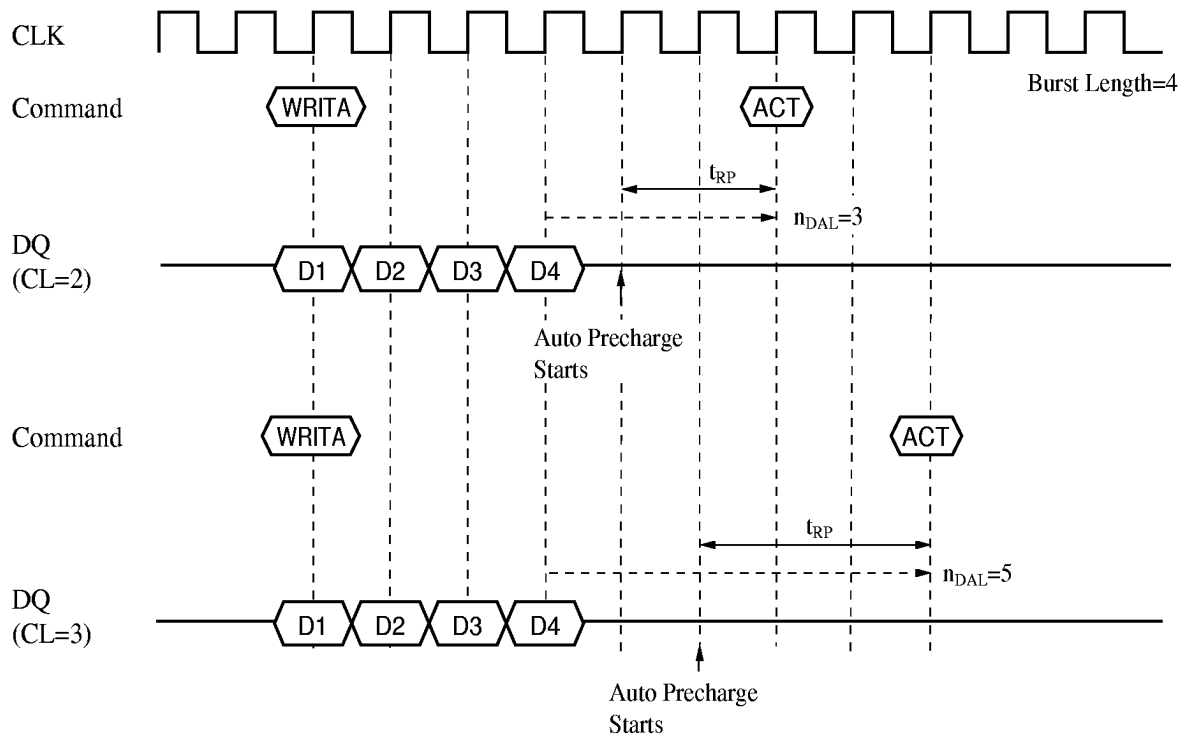 CLK
Burst Length=4
Command
WRITA
ACT
tRP
nDAL=3
DQ
(CL=2)
D1
D2
D3
D4
Auto Precharge
Starts
Command
WRITA
ACT
tRP
nDAL=5
DQ
(CL=3)
D1
D2
D3
D4
Auto Precharge
Starts